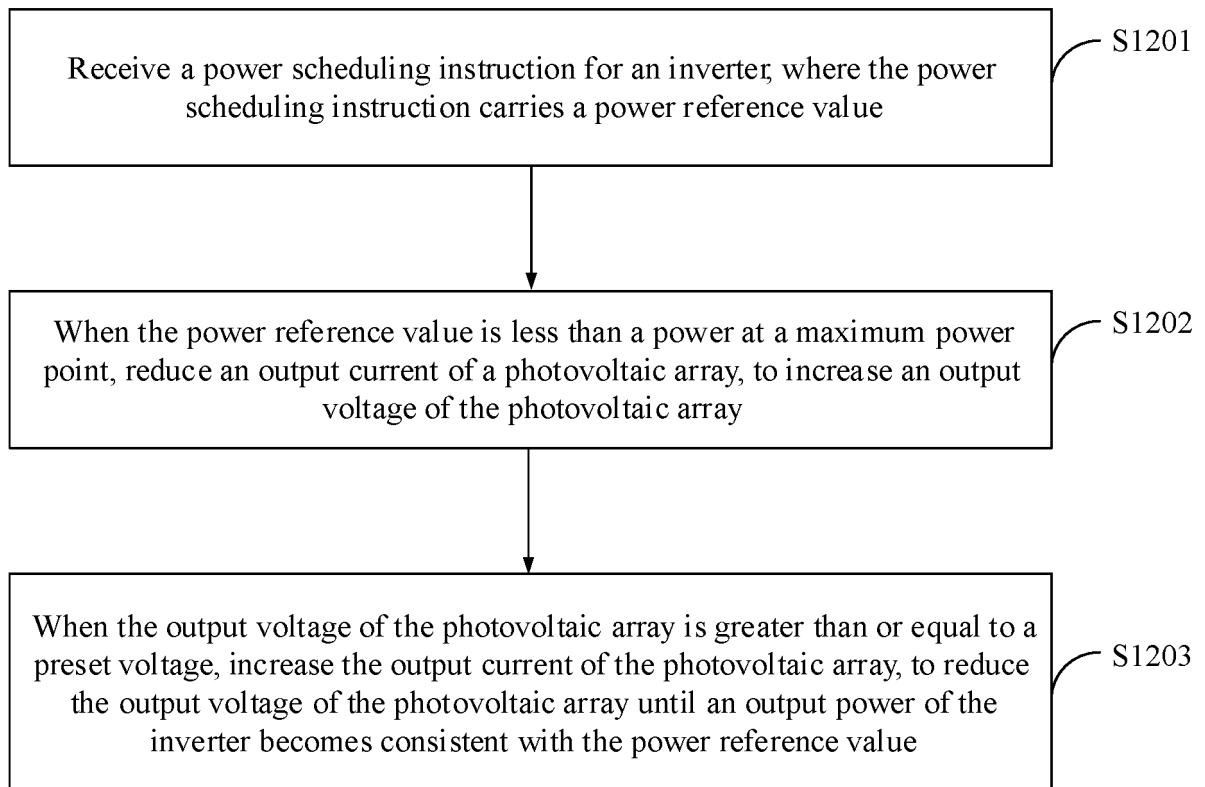 Receive a power scheduling instruction for an inverter, where the power
scheduling instruction carries a power reference value
S1201
When the power reference value is less than a power at a maximum power
point, reduce an output current of a photovoltaic array, to increase an output
voltage of the photovoltaic array
S1202
When the output voltage of the photovoltaic array is greater than or equal to a
preset voltage, increase the output current of the photovoltaic array, to reduce
the output voltage of the photovoltaic array until an output power of the
inverter becomes consistent with the power reference value
S1203